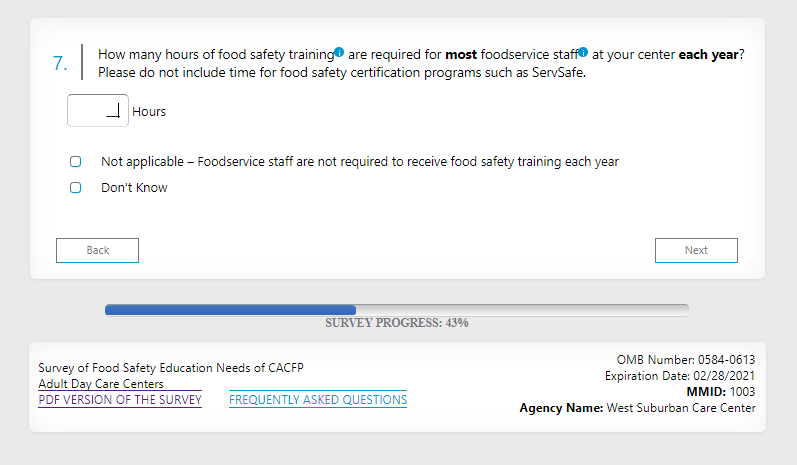 7.
How many hours of food safety training are required for most foodservice staff at your center each year?
Please do not include time for food safety certification programs such as ServSafe.
Hours
Not applicable – Foodservice staff are not required to receive food safety training each year
Don't Know
Back
Next
SURVEY PROGRESS: 43%
Survey of Food Safety Education Needs of CACFP
Adult Day Care Centers
PDF VERSION OF THE SURVEY
FREQUENTLY ASKED QUESTIONS
OMB Number: 0584-0613
Expiration Date: 02/28/2021
MMID: 1003
Agency Name: West Suburban Care Center